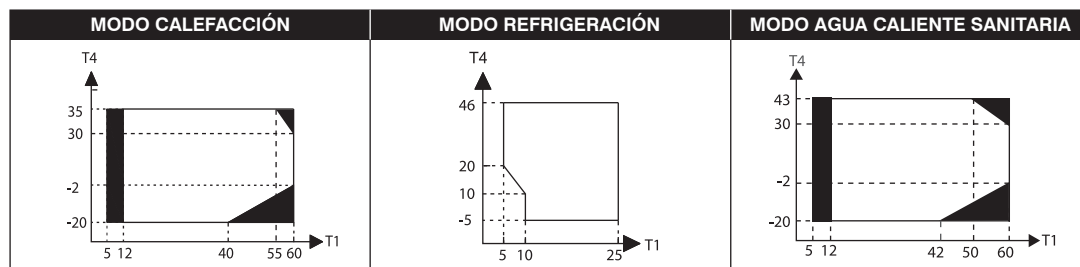 MODO CALEFACCIÓN
T4
35
30
-2
-20
5 12 40 55 60 T1
MODO REFRIGERACIÓN
T4
46
20
10
-5
5 10 25 T1
MODO AGUA CALIENTE SANITARIA
T4
43
30
-2
-20
5 12 42 50 60 T1